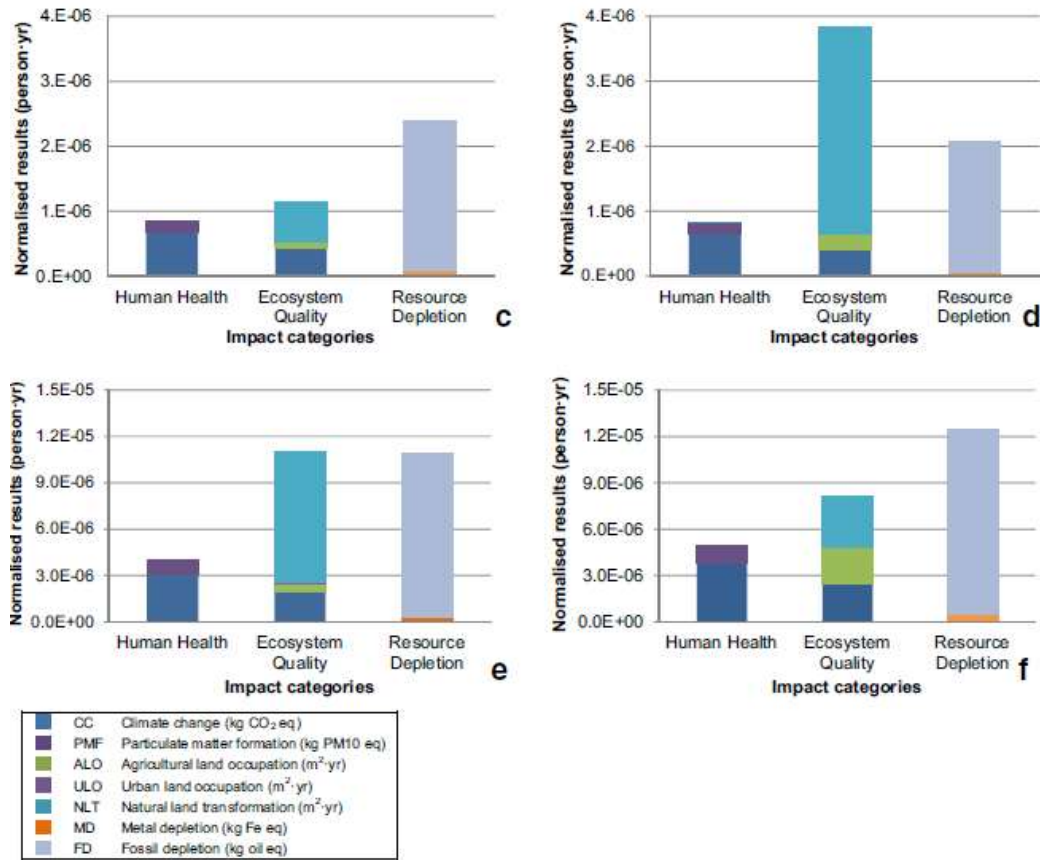 Normalised results (person·yr)
4.E-06
3.E-06
2.E-06
1.E-06
0.E+00
Human Health
Ecosystem
Quality
Resource
Depletion
Impact categories
c
Normalised results (person·yr)
4.E-06
3.E-06
2.E-06
1.E-06
0.E+00
Human Health
Ecosystem
Quality
Resource
Depletion
Impact categories
d
Normalised results (person·yr)
1.5E-05
1.2E-05
9.0E-06
6.0E-06
3.0E-06
0.0E+00
Human Health
Ecosystem
Quality
Resource
Depletion
Impact categories
e
Normalised results (person·yr)
1.5E-05
1.2E-05
9.0E-06
6.0E-06
3.0E-06
0.0E+00
Human Health
Ecosystem
Quality
Resource
Depletion
Impact categories
f
CC Climate change (kg CO₂ eq)
PMF Particulate matter formation (kg PM10 eq)
ALO Agricultural land occupation (m²·yr)
ULO Urban land occupation (m²·yr)
NLT Natural land transformation (m²·yr)
MD Metal depletion (kg Fe eq)
FD Fossil depletion (kg oil eq)